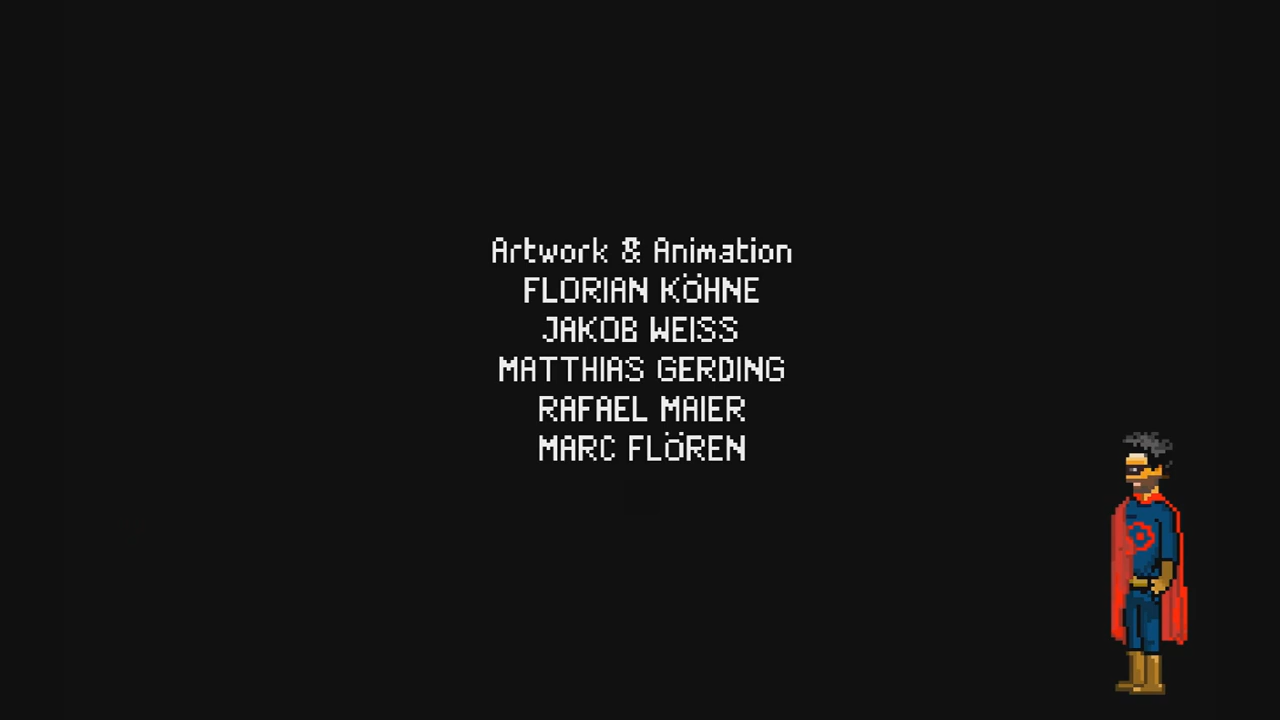 Artwork & Animation
FLORIAN KÖHNE
JAKOB WEISS
MATTHIAS GERDING
RAFAEL MAIER
MARC FLÖREN